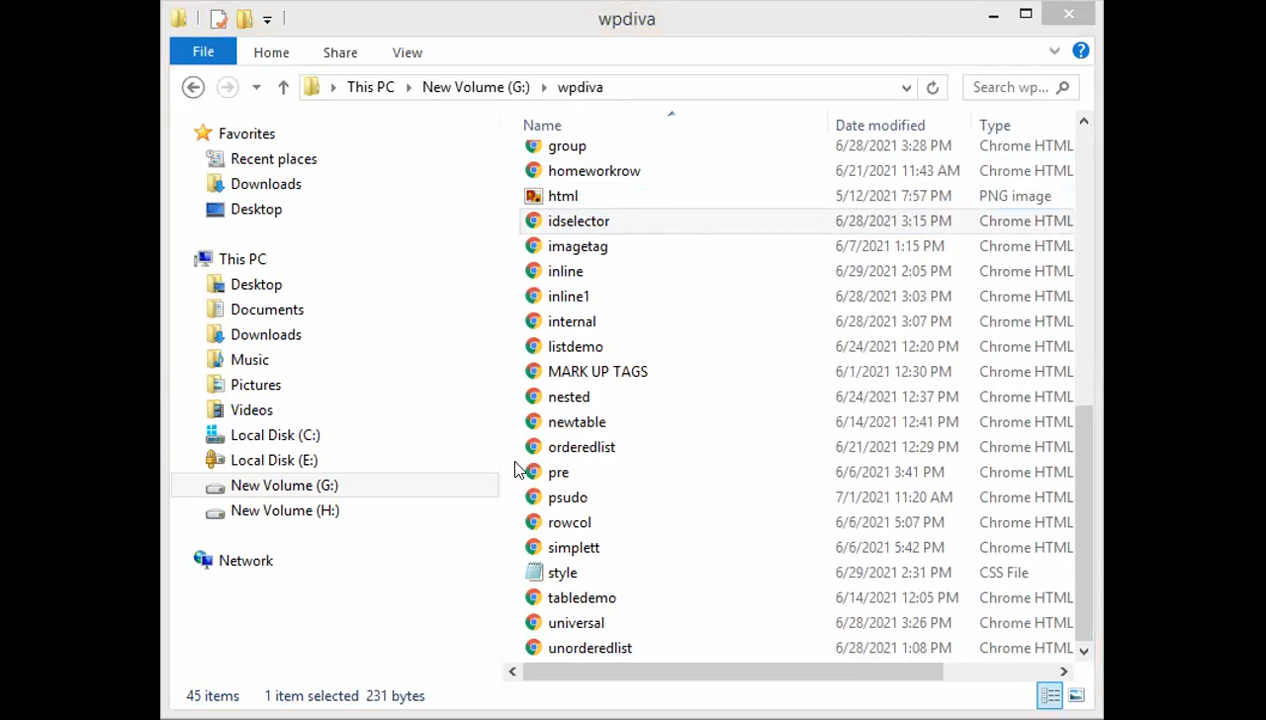 wpdiva
File Home Share View
This PC New Volume (G:) wpdiva Search wp...
Favorites
Recent places
Downloads
Desktop
This PC
Desktop
Documents
Downloads
Music
Pictures
Videos
Local Disk (C:)
Local Disk (E:)
New Volume (G:)
New Volume (H:)
Network
Name Date modified Type
group 6/28/2021 3:28 PM Chrome HTML
homeworkrow 6/21/2021 11:43 AM Chrome HTML
html 5/12/2021 7:57 PM PNG image
idselector 6/28/2021 3:15 PM Chrome HTML
imagetag 6/7/2021 1:15 PM Chrome HTML
inline 6/29/2021 2:05 PM Chrome HTML
inline1 6/28/2021 3:03 PM Chrome HTML
internal 6/28/2021 3:07 PM Chrome HTML
listdemo 6/24/2021 12:20 PM Chrome HTML
MARK UP TAGS 6/1/2021 12:30 PM Chrome HTML
nested 6/24/2021 12:37 PM Chrome HTML
newtable 6/14/2021 12:41 PM Chrome HTML
orderedlist 6/21/2021 12:29 PM Chrome HTML
pre 6/6/2021 3:41 PM Chrome HTML
psudo 7/1/2021 11:20 AM Chrome HTML
rowcol 6/6/2021 5:07 PM Chrome HTML
simplett 6/6/2021 5:42 PM Chrome HTML
style 6/29/2021 2:31 PM CSS File
tabledemo 6/14/2021 12:05 PM Chrome HTML
universal 6/28/2021 3:26 PM Chrome HTML
unorderedlist 6/28/2021 1:08 PM Chrome HTML
45 items 1 item selected 231 bytes